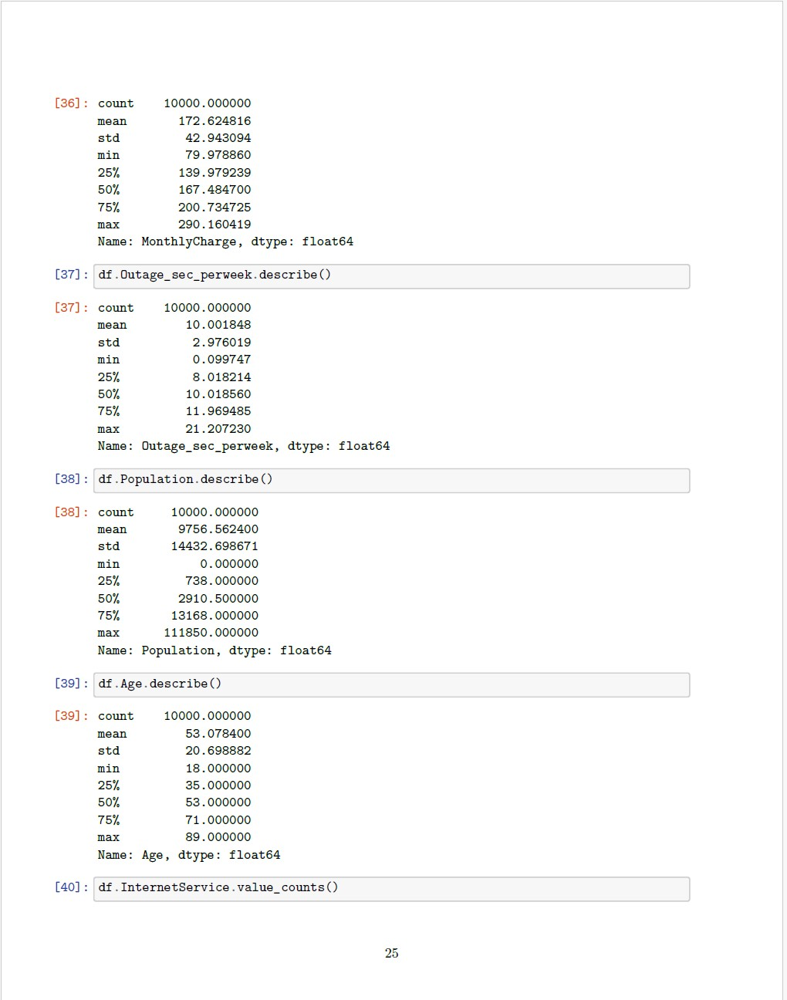 [36]: count    10000.000000
mean       172.624816
std         42.943094
min         79.978860
25%        139.979239
50%        167.484700
75%        200.734725
max        290.160419
Name: MonthlyCharge, dtype: float64
[37]: df.Outage_sec_perweek.describe()
[37]: count    10000.000000
mean        10.001848
std          2.976019
min          0.099747
25%          8.018214
50%         10.018560
75%         11.969485
max         21.207230
Name: Outage_sec_perweek, dtype: float64
[38]: df.Population.describe()
[38]: count     10000.000000
mean       9756.562400
std       14432.698671
min           0.000000
25%         738.000000
50%        2910.500000
75%       13168.000000
max      111850.000000
Name: Population, dtype: float64
[39]: df.Age.describe()
[39]: count    10000.000000
mean        53.078400
std         20.698882
min         18.000000
25%         35.000000
50%         53.000000
75%         71.000000
max         89.000000
Name: Age, dtype: float64
[40]: df.InternetService.value_counts()
25